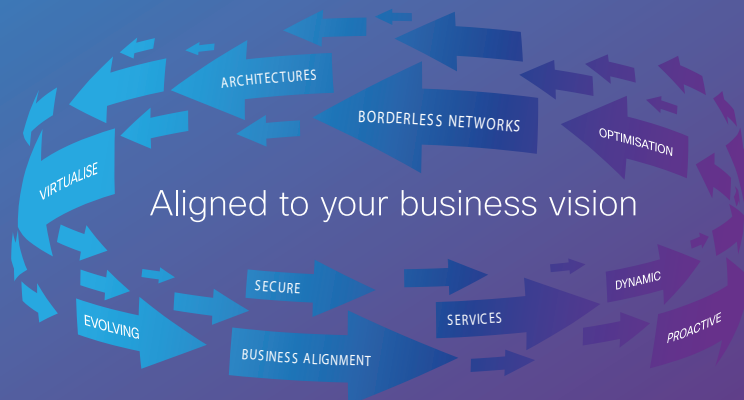 ARCHITECTURES
BORDERLESS NETWORKS
OPTIMISATION
VIRTUALISE
Aligned to your business vision
SECURE
DYNAMIC
EVOLVING
SERVICES
PROACTIVE
BUSINESS ALIGNMENT